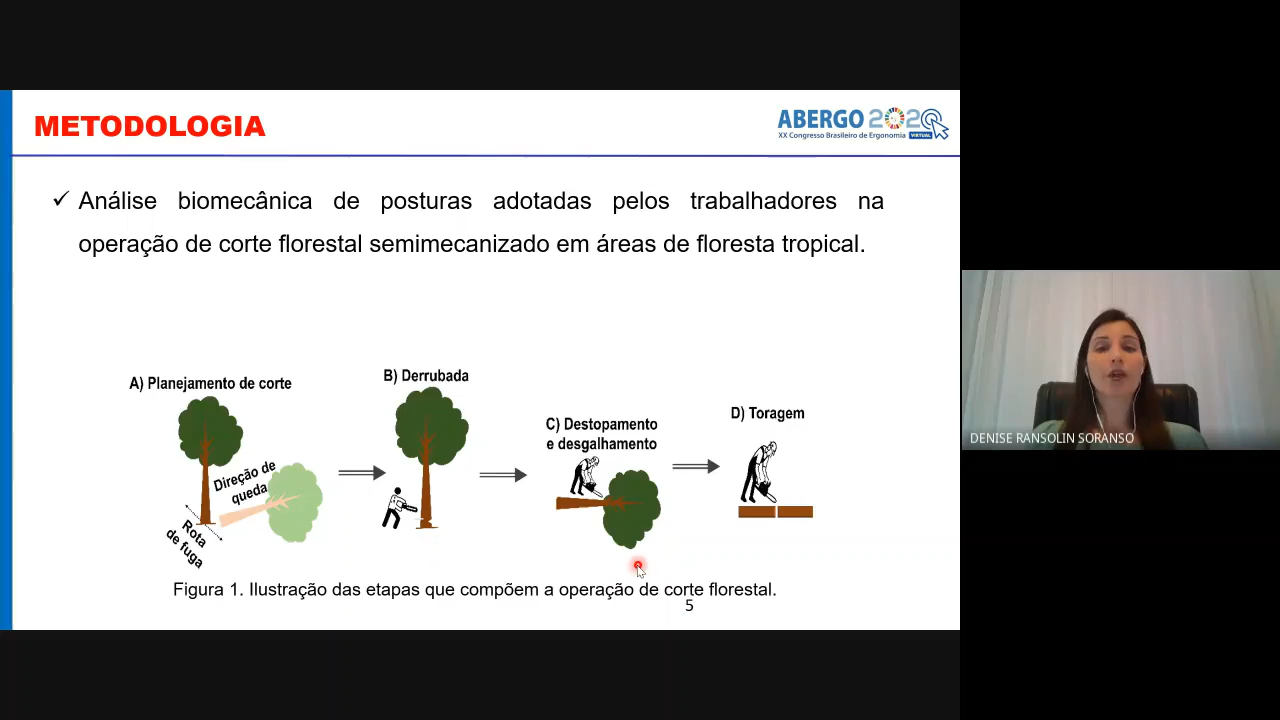 METODOLOGIA
ABERGO 2020
XX Congresso Brasileiro de Ergonomia VIRTUAL
✓ Análise biomecânica de posturas adotadas pelos trabalhadores na
operação de corte florestal semimecanizado em áreas de floresta tropical.
A) Planejamento de corte
Direção de
queda
Rota
de fuga
B) Derrubada
C) Destopamento
e desgalhamento
D) Toragem
Figura 1. Ilustração das etapas que compõem a operação de corte florestal.
5
DENISE RANSOLIN SORANSO